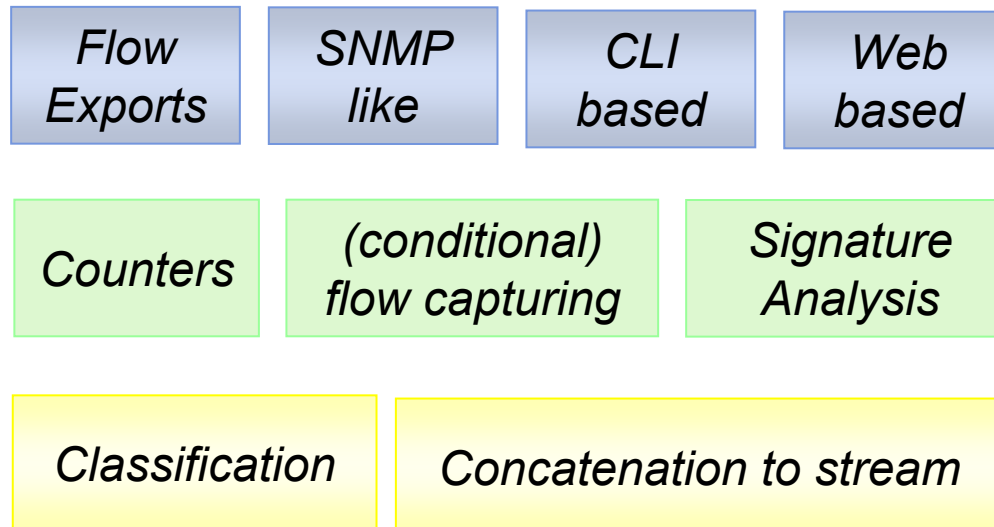 Flow
Exports
SNMP
like
CLI
based
Web
based
Counters
(conditional)
flow capturing
Signature
Analysis
Classification
Concatenation to stream